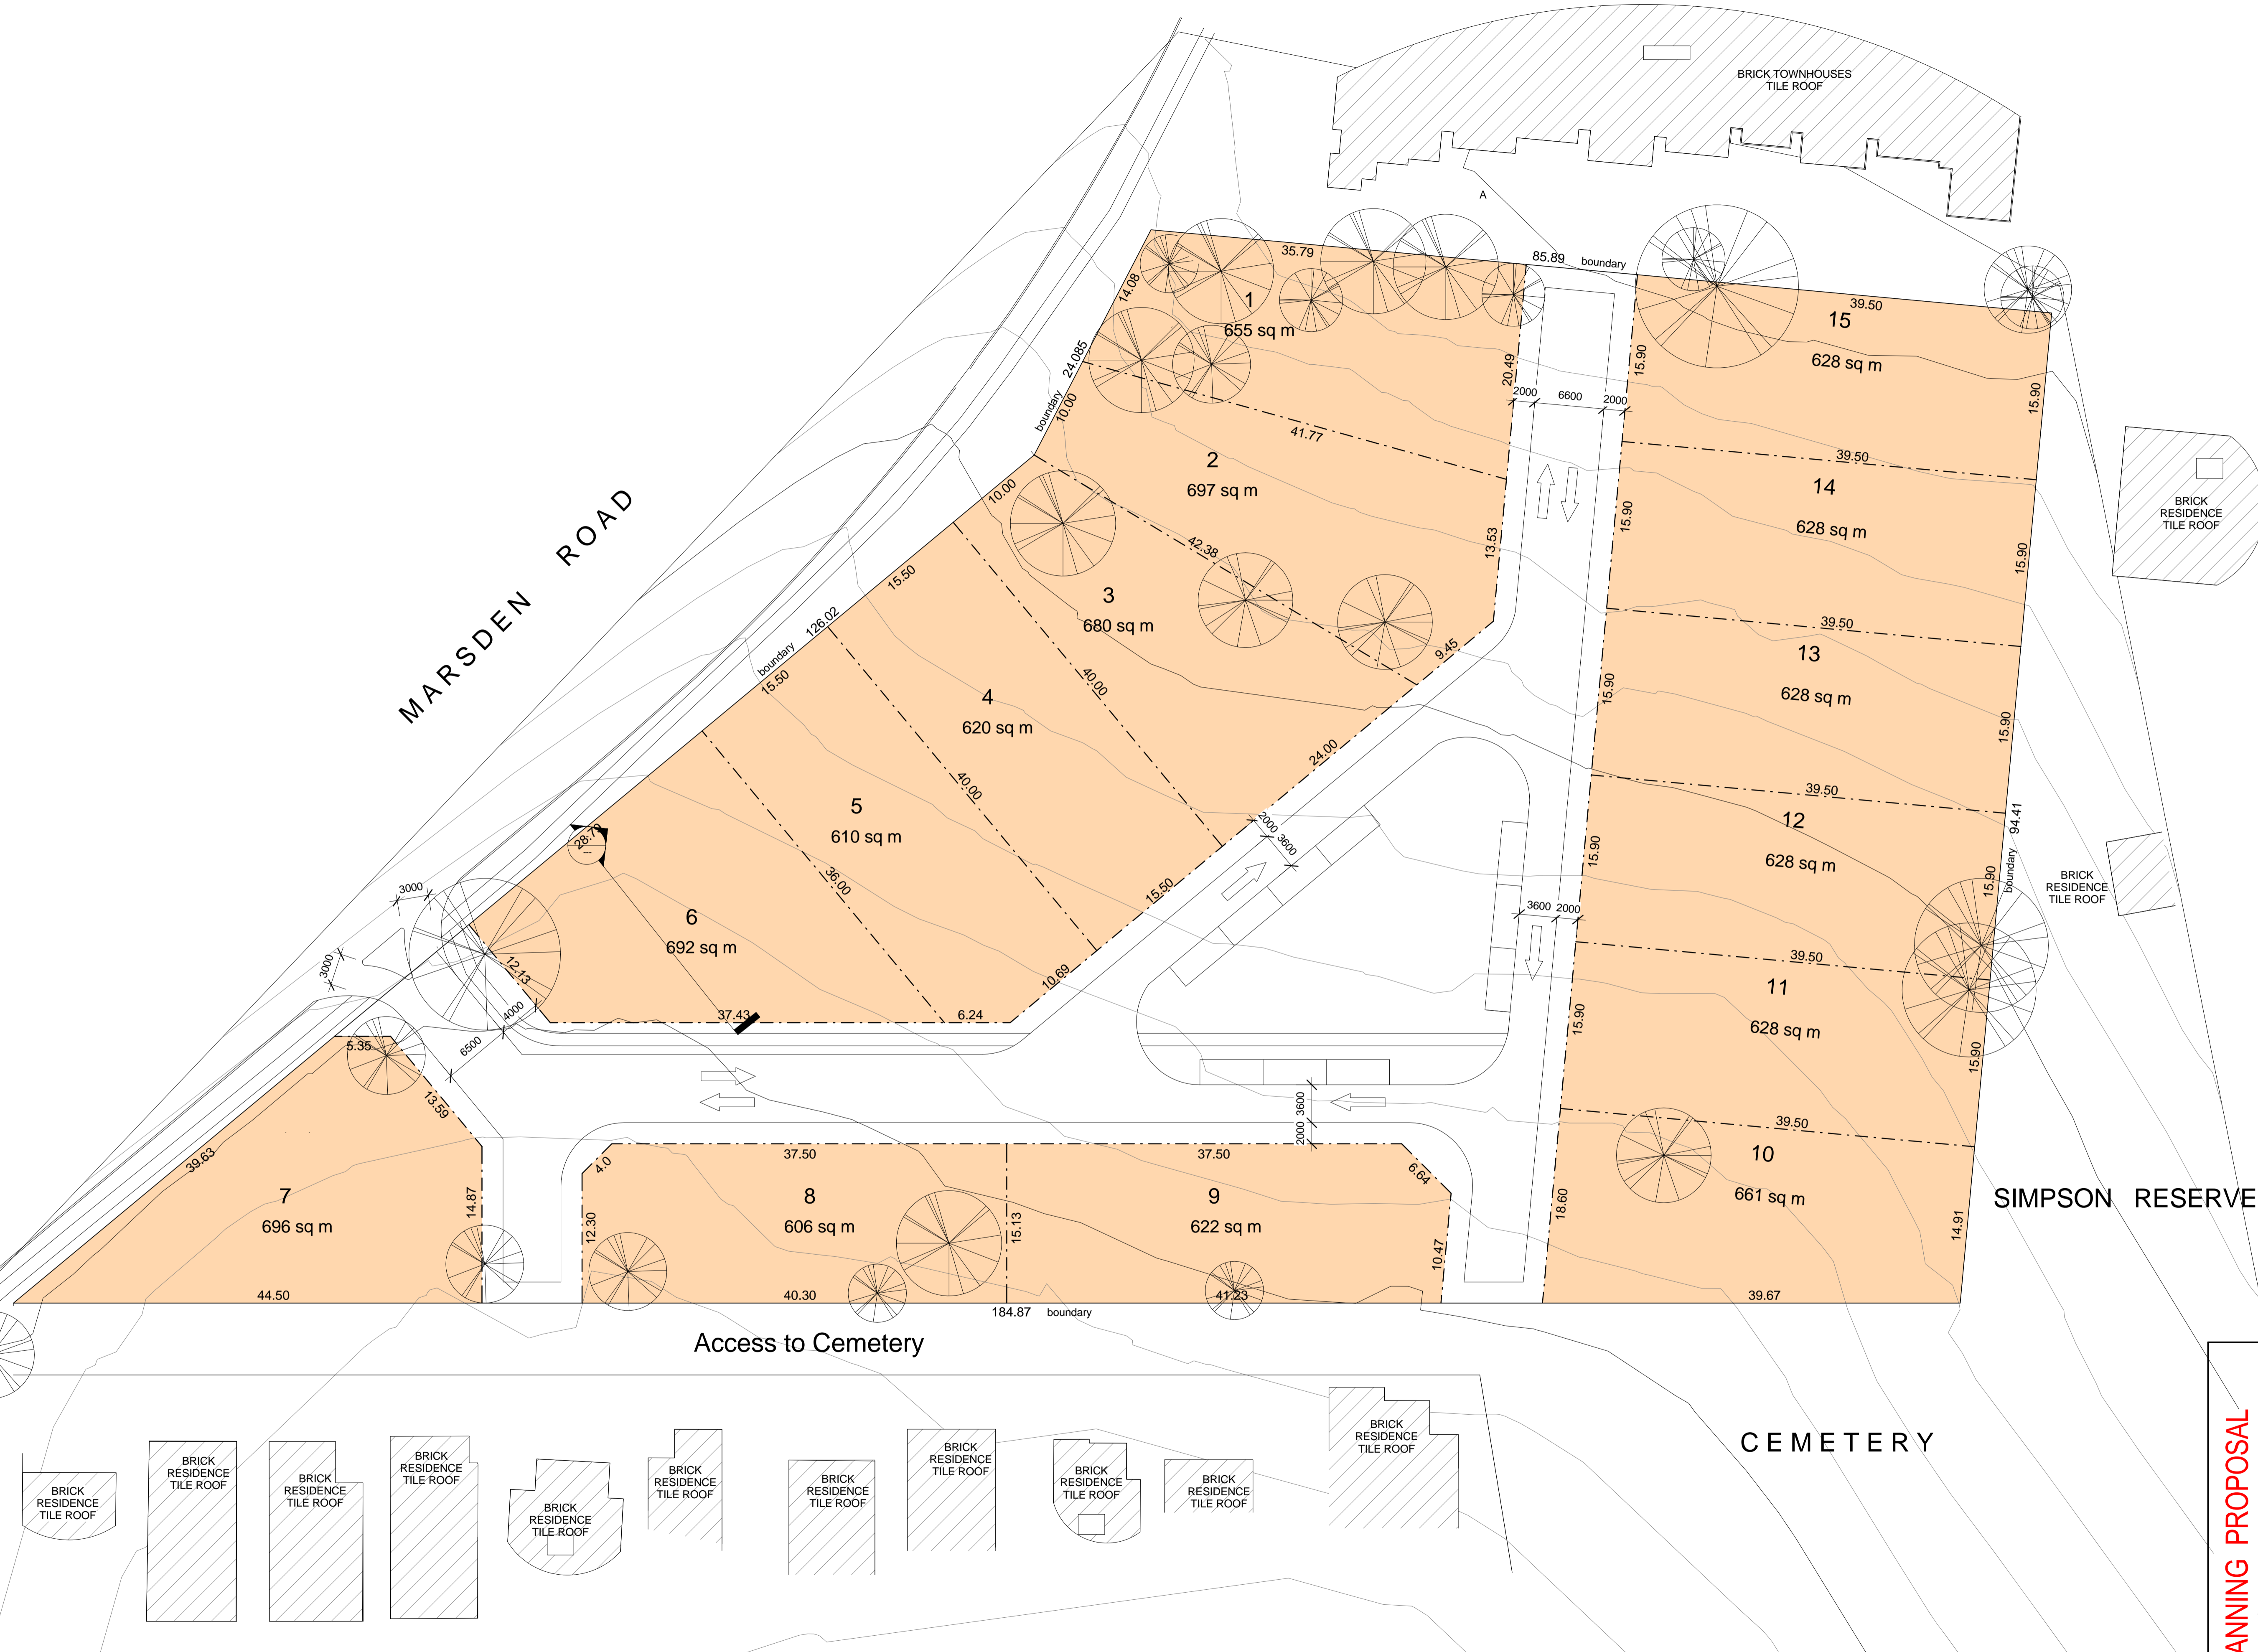 BRICK TOWNHOUSES
TILE ROOF
A
MARSDEN ROAD
35.79
85.89 boundary
39.50
14.08
1
655 sq m
15
628 sq m
24.085
boundary
10.00
20.49
15.90
15.90
2000
6600
2000
41.77
2
697 sq m
39.50
14
628 sq m
BRICK
RESIDENCE
TILE ROOF
10.00
13.53
15.90
15.90
42.38
15.50
3
680 sq m
39.50
13
628 sq m
126.02
boundary
9.45
15.50
40.00
15.90
15.90
4
620 sq m
24.00
40.00
39.50
12
628 sq m
94.41
boundary
5
610 sq m
2000
3600
28.79
---
15.90
15.90
BRICK
RESIDENCE
TILE ROOF
36.00
15.50
3000
6
692 sq m
3600
2000
39.50
11
628 sq m
3000
12.13
10.69
4000
37.43
6.24
15.90
15.90
6500
5.35
13.59
3600
2000
39.50
10
661 sq m
39.63
4.0
37.50
37.50
6.64
7
696 sq m
14.87
12.30
8
606 sq m
15.13
9
622 sq m
10.47
18.60
14.91
SIMPSON RESERVE
44.50
40.30
41.23
39.67
184.87 boundary
Access to Cemetery
CEMETERY
BRICK
RESIDENCE
TILE ROOF
BRICK
RESIDENCE
TILE ROOF
BRICK
RESIDENCE
TILE ROOF
BRICK
RESIDENCE
TILE ROOF
BRICK
RESIDENCE
TILE ROOF
BRICK
RESIDENCE
TILE ROOF
BRICK
RESIDENCE
TILE ROOF
BRICK
RESIDENCE
TILE ROOF
BRICK
RESIDENCE
TILE ROOF
BRICK
RESIDENCE
TILE ROOF
BRICK
RESIDENCE
TILE ROOF
ANNING PROPOSAL